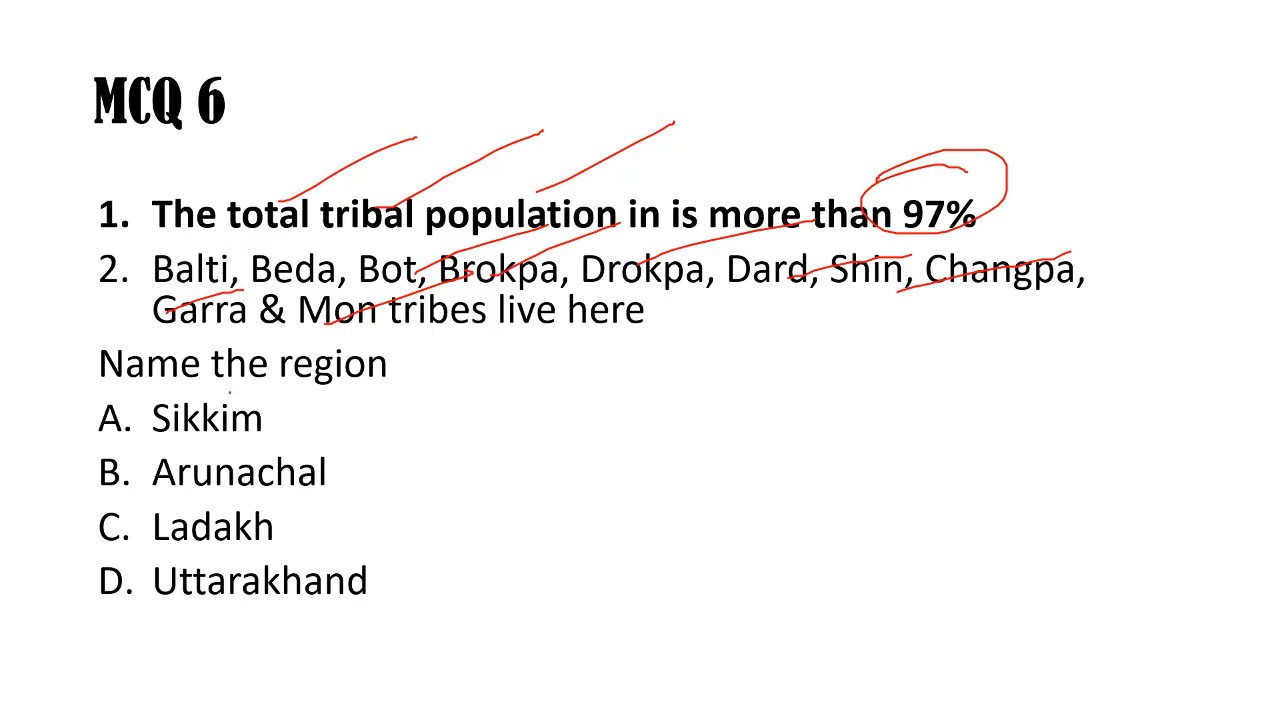 MCQ 6
1. The total tribal population in is more than 97%
2. Balti, Beda, Bot, Brokpa, Drokpa, Dard, Shin, Changpa,
Garra & Mon tribes live here
Name the region
A. Sikkim
B. Arunachal
C. Ladakh
D. Uttarakhand